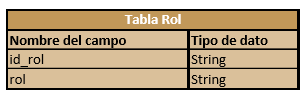 Tabla Rol
Nombre del campo Tipo de dato
id_rol String
rol String